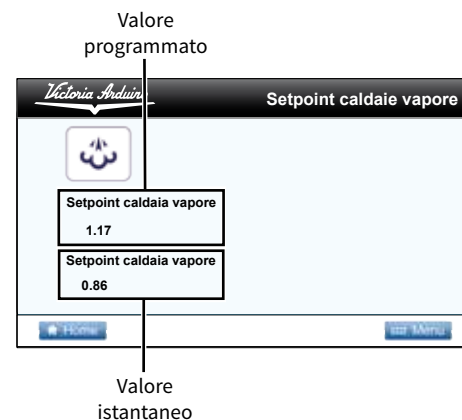 Valore
programmato
Victoria Arduino
Setpoint caldaie vapore
Setpoint caldaia vapore
1.17
Setpoint caldaia vapore
0.86
Home
Menu
Valore
istantaneo